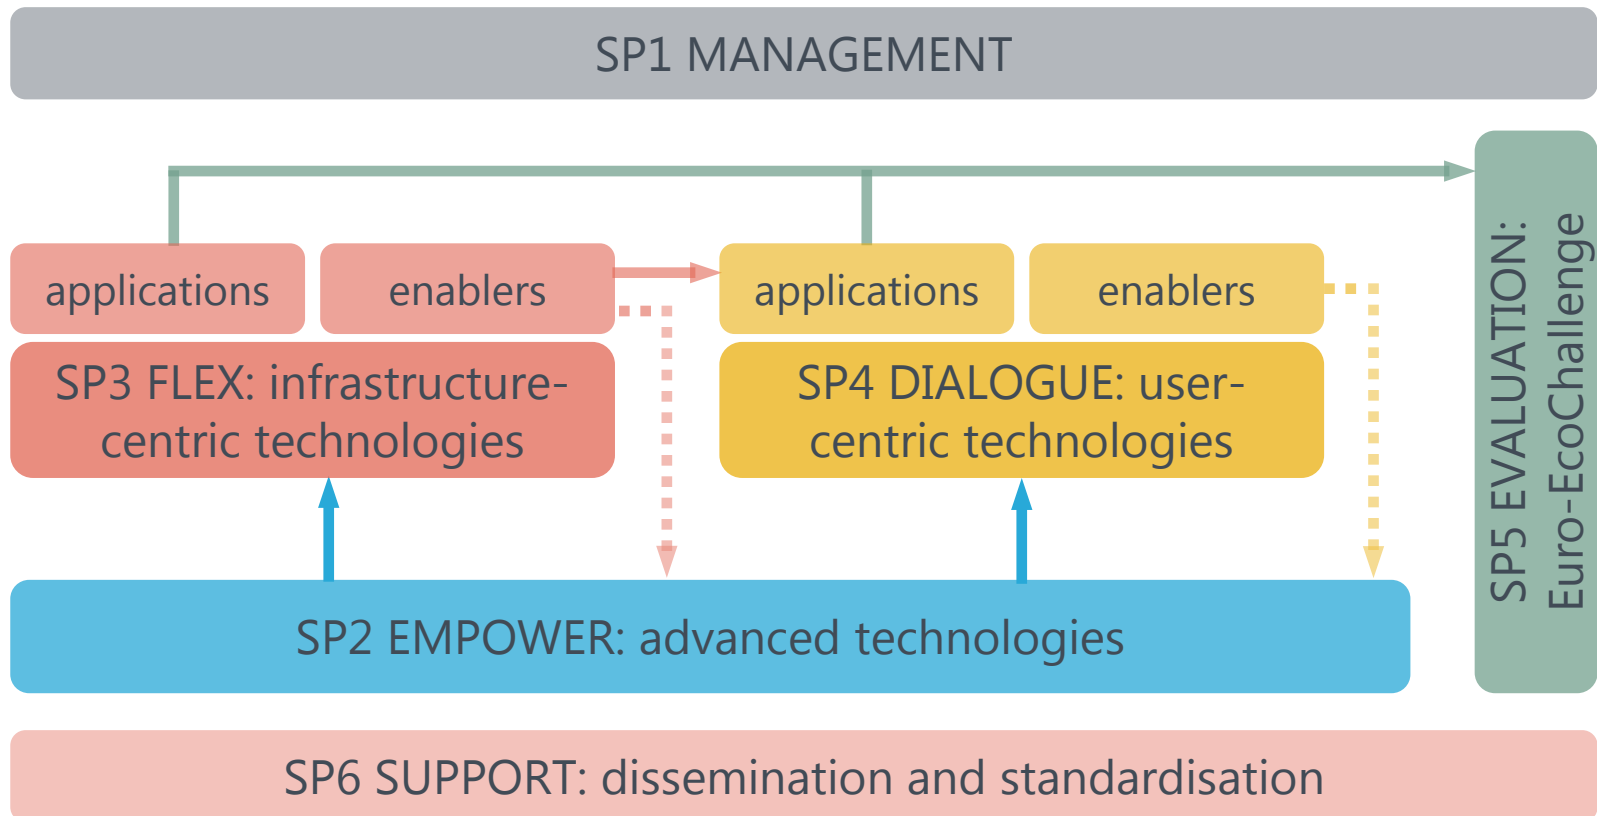 SP1 MANAGEMENT
applications
enablers
applications
enablers
SP3 FLEX: infrastructure-
centric technologies
SP4 DIALOGUE: user-
centric technologies
SP5 EVALUATION:
Euro-EcoChallenge
SP2 EMPOWER: advanced technologies
SP6 SUPPORT: dissemination and standardisation